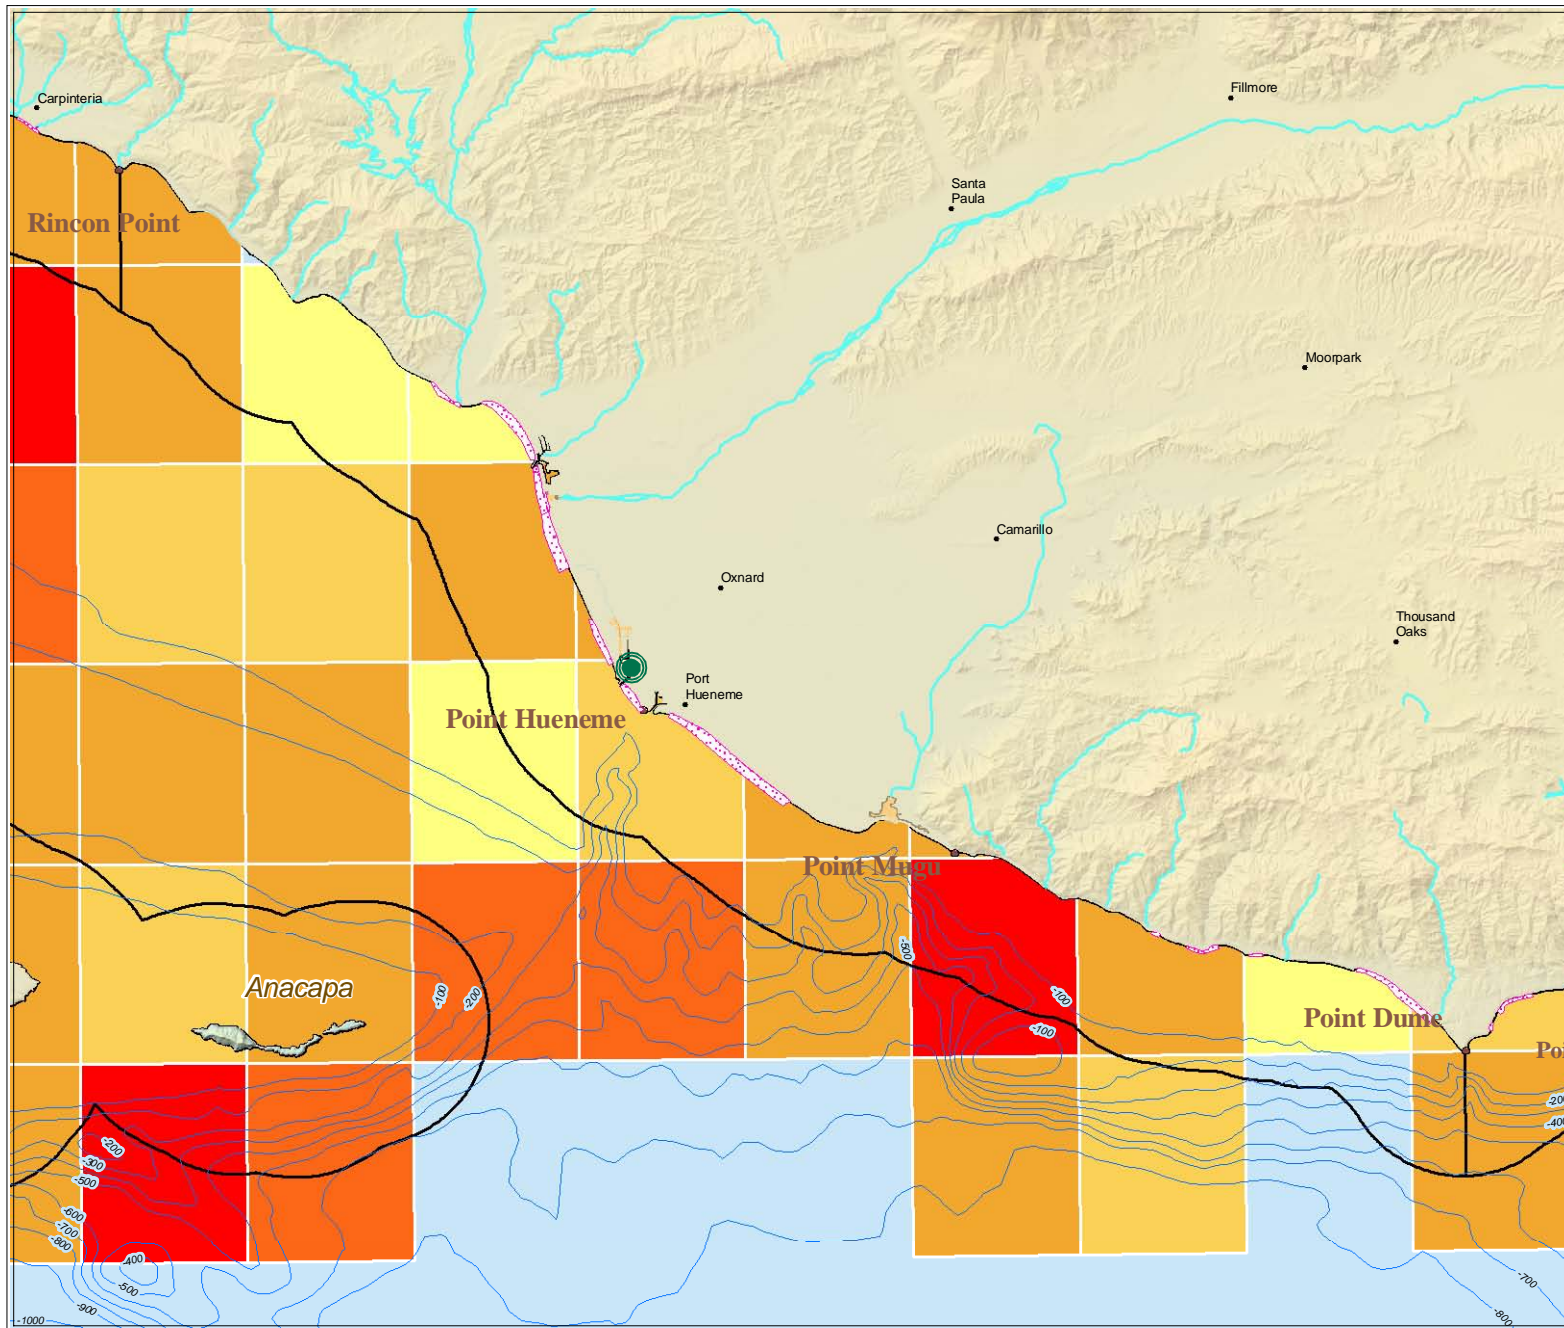 Carpinteria
Fillmore
Santa
Paula
Rincon Point
Moorpark
Camarillo
Oxnard
Thousand
Oaks
Port
Hueneme
Point Hueneme
Point Mugu
-500
Anacapa
-100
-200
-100
-100
Point Dume
Poi
-200
-400
-200
-300
-500
-600
-700
-800
-400
-500
-900
-1000
-700
-800